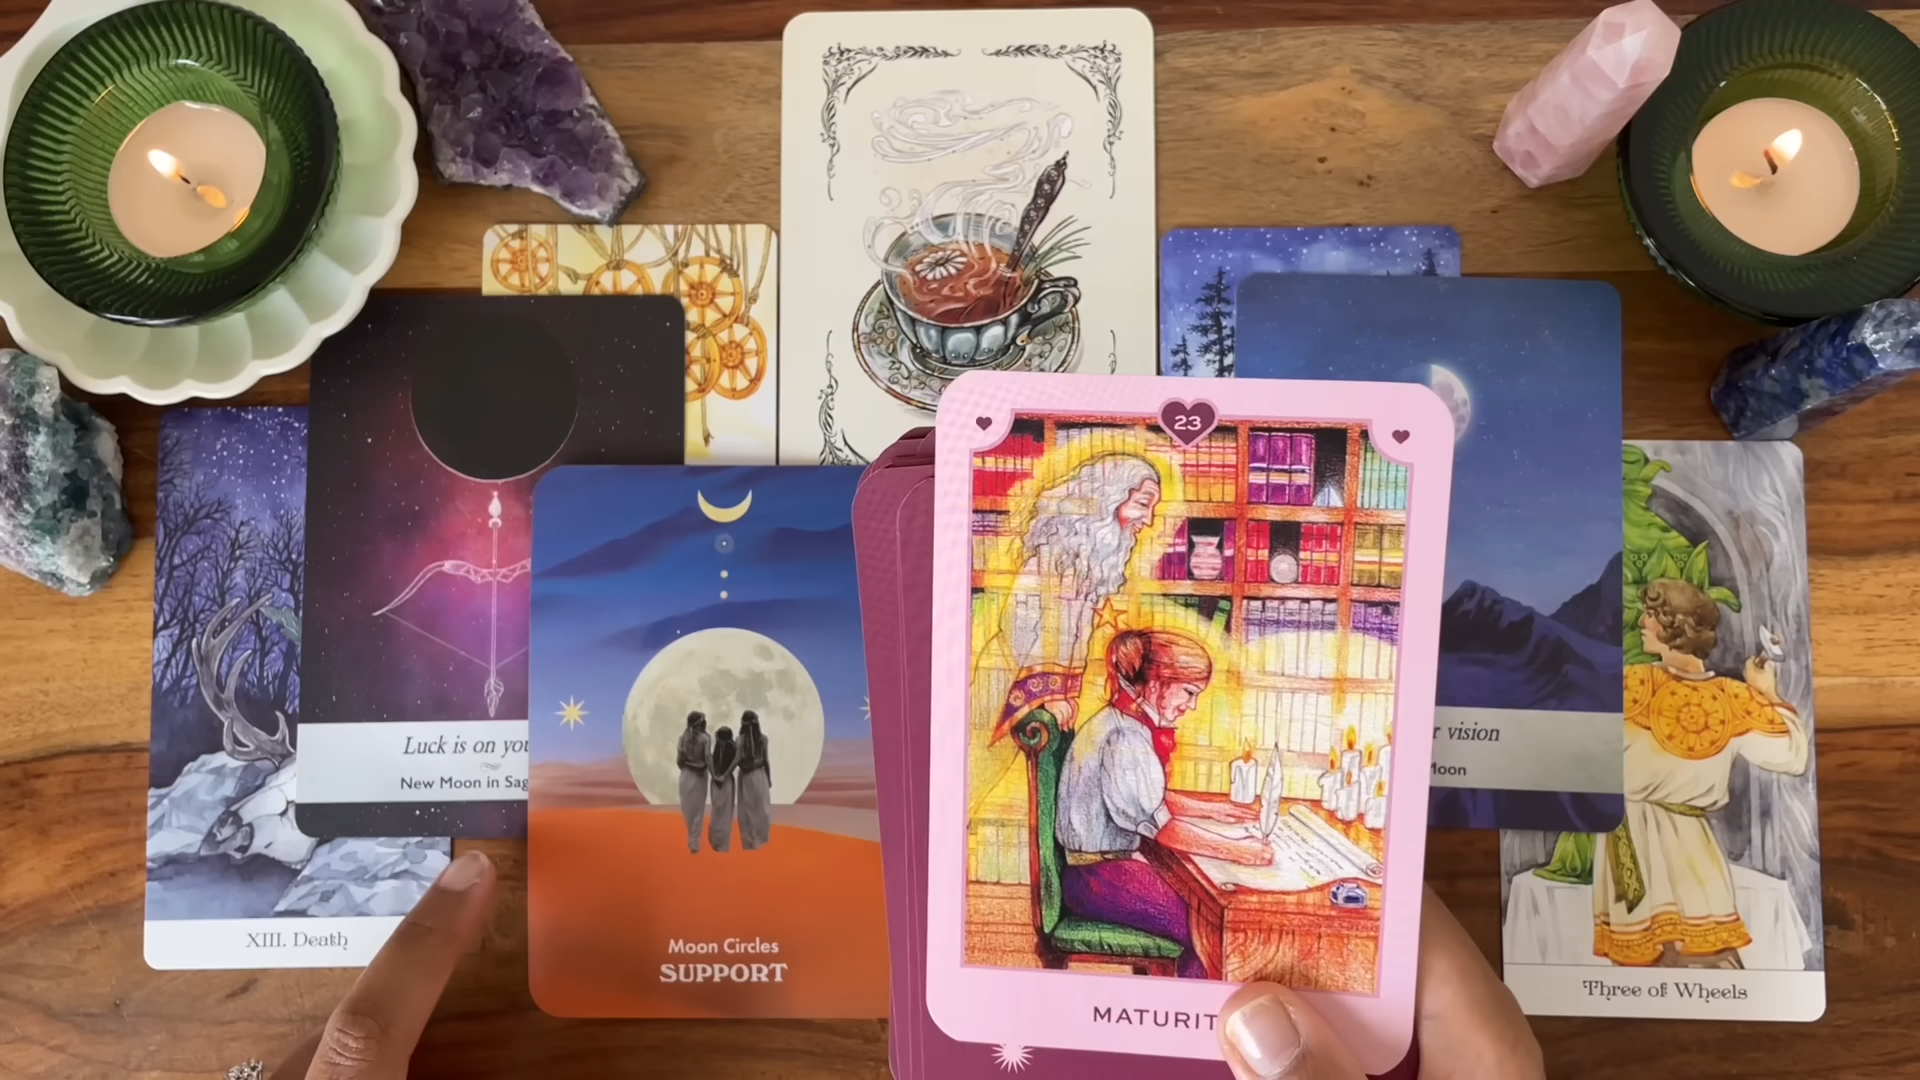 23
MATURIT
Luck is on you
New Moon in Sag
Moon Circles
SUPPORT
vision
Moon
XIII. Death
Three of Wheels